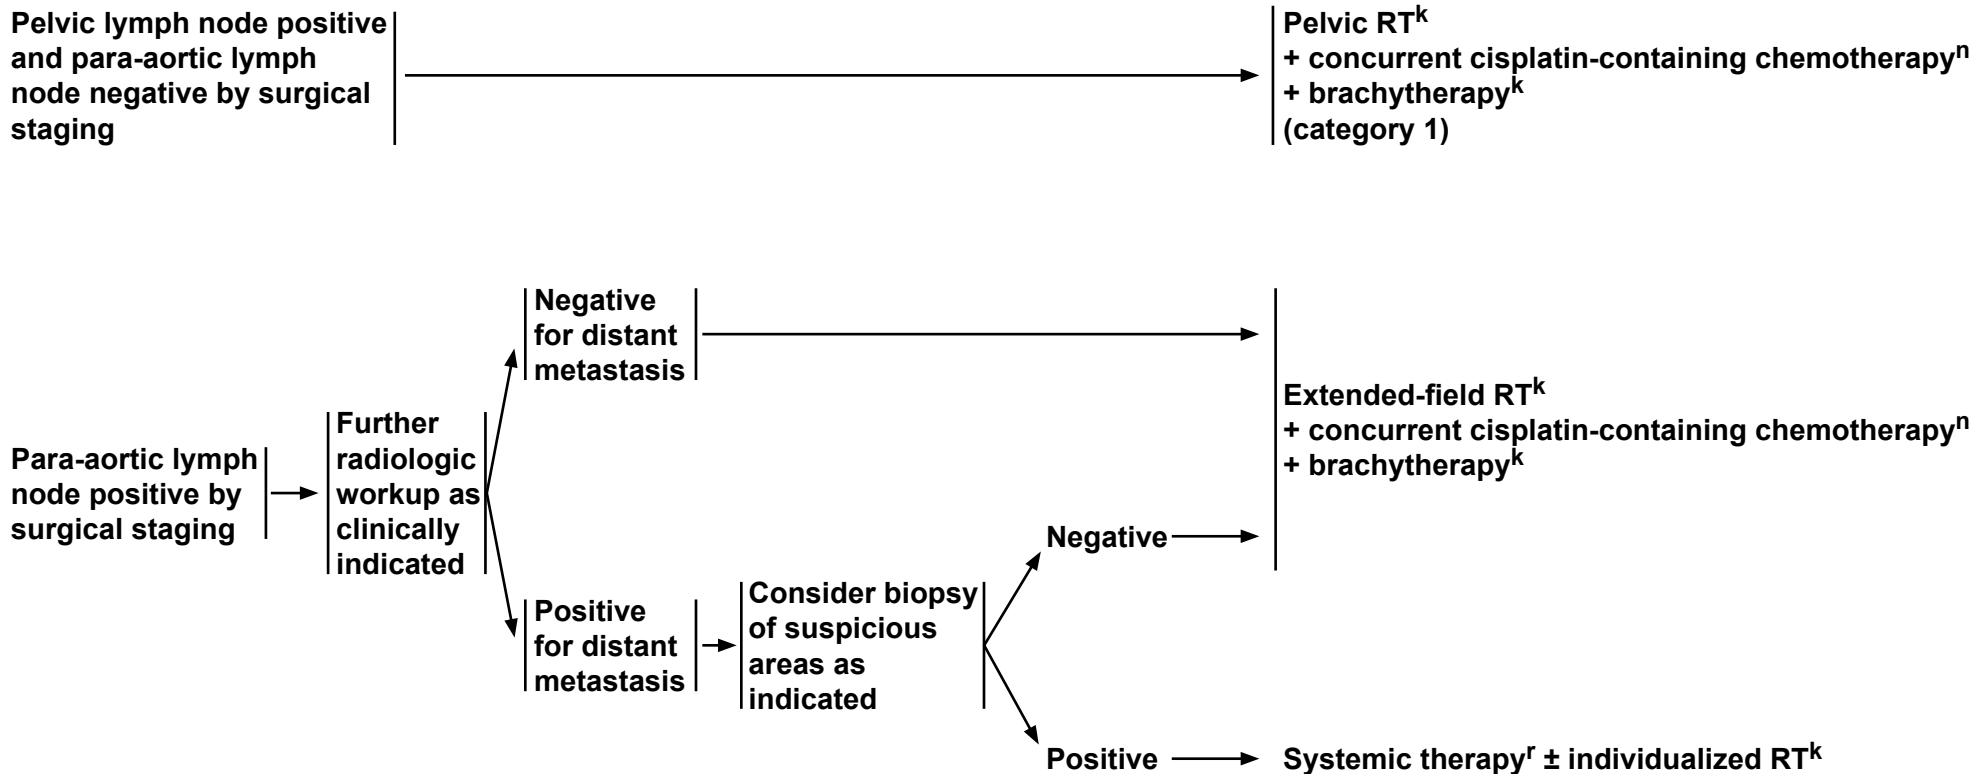 Pelvic lymph node positive
and para-aortic lymph
node negative by surgical
staging
Pelvic RTᵏ
+ concurrent cisplatin-containing chemotherapyⁿ
+ brachytherapyᵏ
(category 1)
Para-aortic lymph
node positive by
surgical staging
Further
radiologic
workup as
clinically
indicated
Negative
for distant
metastasis
Positive
for distant
metastasis
Consider biopsy
of suspicious
areas as
indicated
Negative
Extended-field RTᵏ
+ concurrent cisplatin-containing chemotherapyⁿ
+ brachytherapyᵏ
Positive
Systemic therapyʳ ± individualized RTᵏ